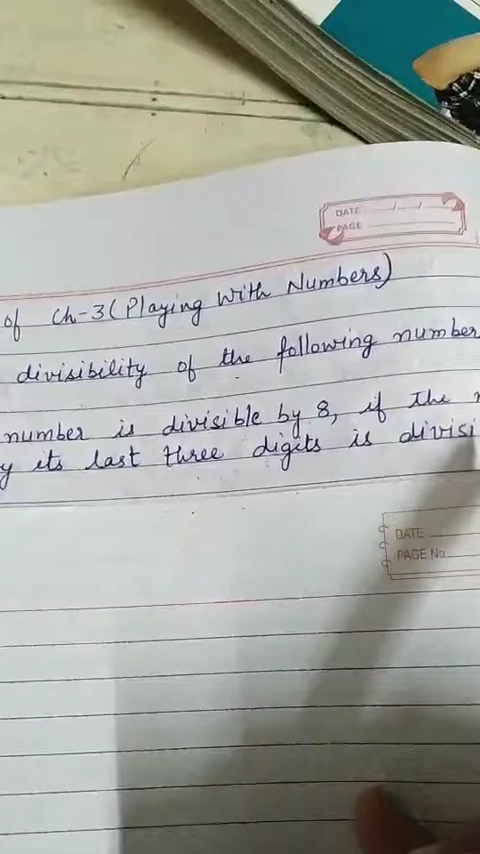 DATE / /
PAGE
of Ch-3 (Playing With Numbers)
divisibility of the following number
number is divisible by 8, if the
y its last three digits is divisi
DATE
PAGE No